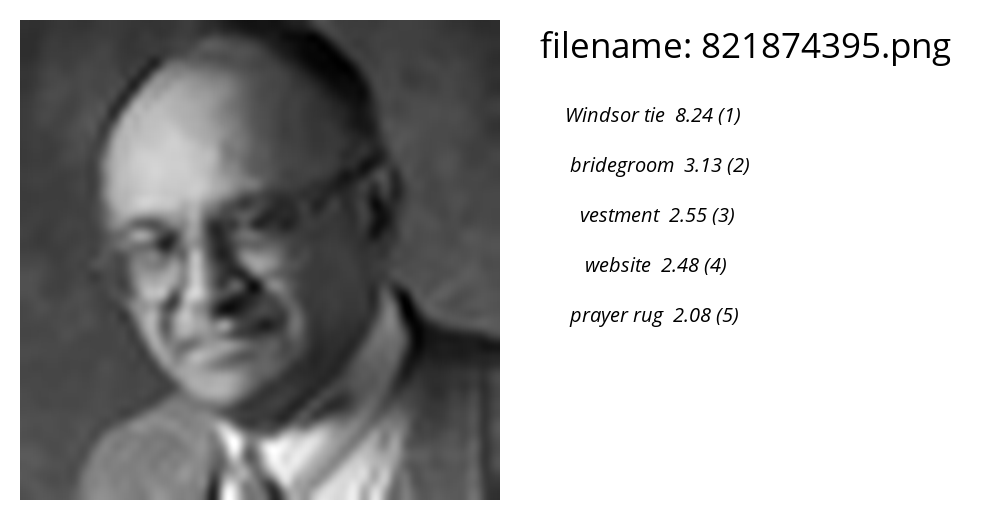 filename: 821874395.png
Windsor tie 8.24 (1)
bridegroom 3.13 (2)
vestment 2.55 (3)
website 2.48 (4)
prayer rug 2.08 (5)